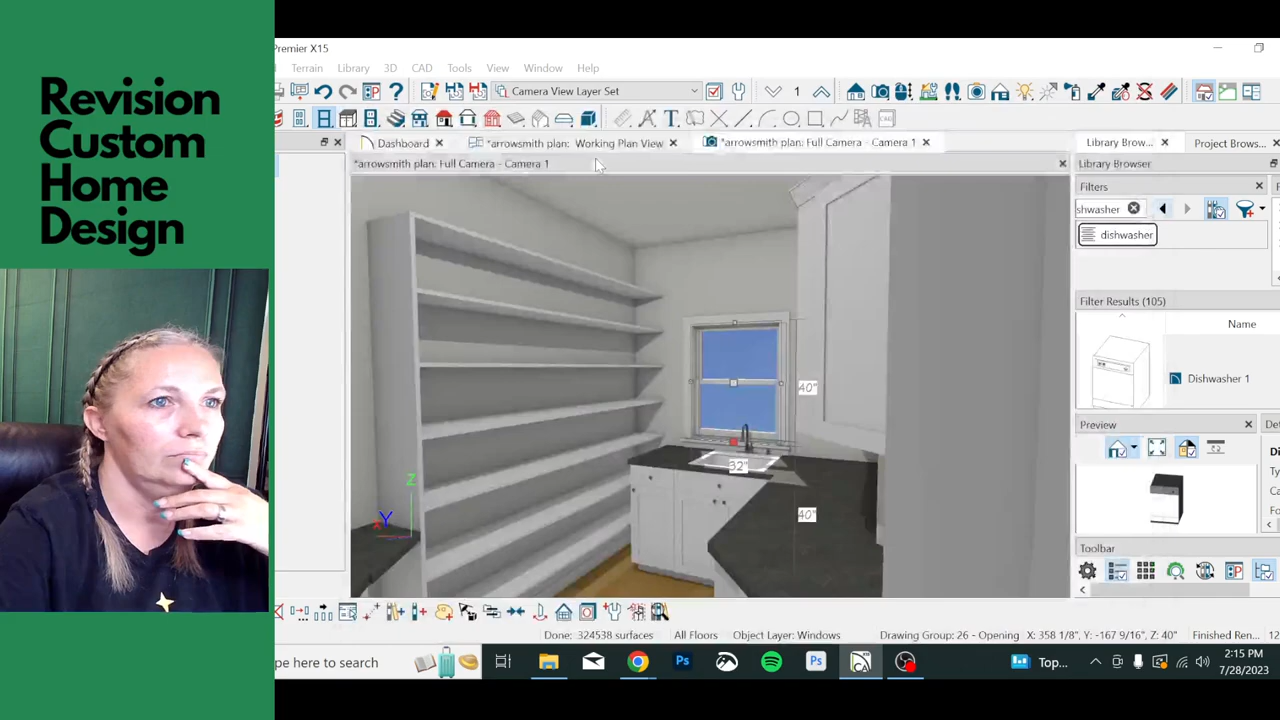 Revision
Custom
Home
Design
Premier X15
Terrain Library 3D CAD Tools View Window Help
Camera View Layer Set
1
Dashboard
*arrowsmith plan: Working Plan View
*arrowsmith plan: Full Camera - Camera 1
Library Brow...
Project Brows...
*arrowsmith plan: Full Camera - Camera 1
Library Browser
Filters
shwasher
dishwasher
Filter Results (105)
Name
Dishwasher 1
Preview
Toolbar
40"
32"
40"
Z
Y
Done: 324538 surfaces
All Floors
Object Layer: Windows
Drawing Group: 26 - Opening
X: 358 1/8", Y: -167 9/16", Z: 40"
Finished Ren...
pe here to search
Top...
2:15 PM
7/28/2023